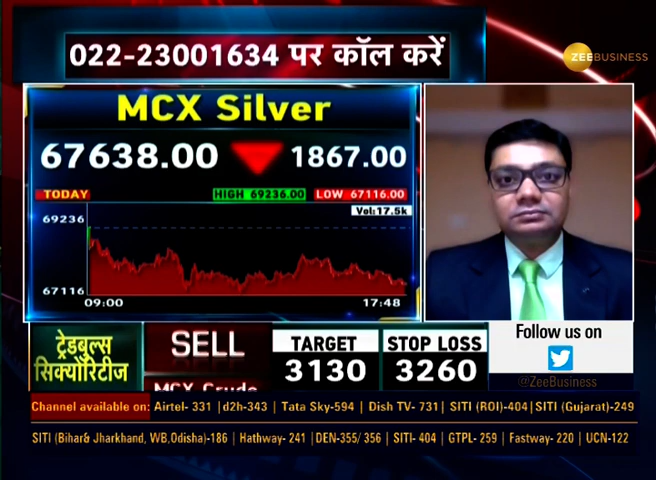 022-23001634 पर कॉल करें
ZEEBUSINESS
MCX Silver
67638.00 1867.00
TODAY HIGH 69236.00 LOW 67116.00
Vol:17.5k
69236
67116
09:00 17:48
ट्रेडबुल्स
सिक्योरिटीज
SELL
MCX Crude
TARGET
3130
STOP LOSS
3260
Follow us on
@ZeeBusiness
Channel available on: Airtel- 331 | d2h-343 | Tata Sky-594 | Dish TV- 731 | SITI (ROI)-404 | SITI (Gujarat)-249
SITI (Bihar& Jharkhand, WB,Odisha)-186 | Hathway- 241 |DEN-355/ 356 | SITI- 404 | GTPL- 259 | Fastway- 220 | UCN-122